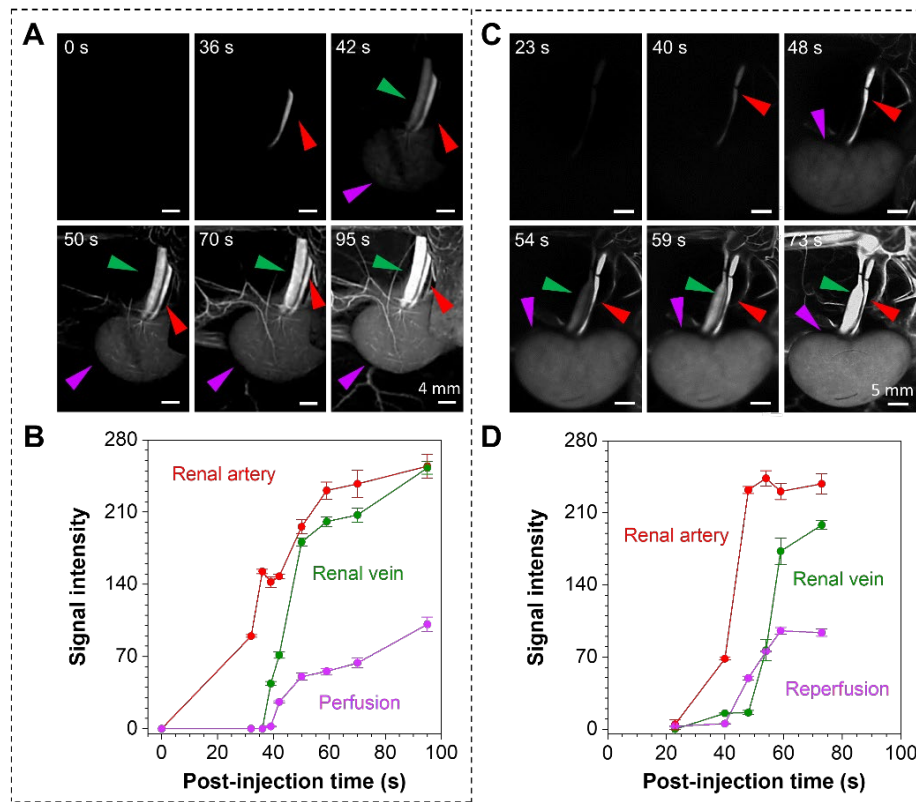 A
0 s
36 s
42 s
50 s
70 s
95 s
4 mm
B
280
210
140
70
0
Signal intensity
Renal artery
Renal vein
Perfusion
0
20
40
60
80
100
Post-injection time (s)
C
23 s
40 s
48 s
54 s
59 s
73 s
5 mm
D
280
210
140
70
0
Signal intensity
Renal artery
Renal vein
Reperfusion
0
20
40
60
80
100
Post-injection time (s)